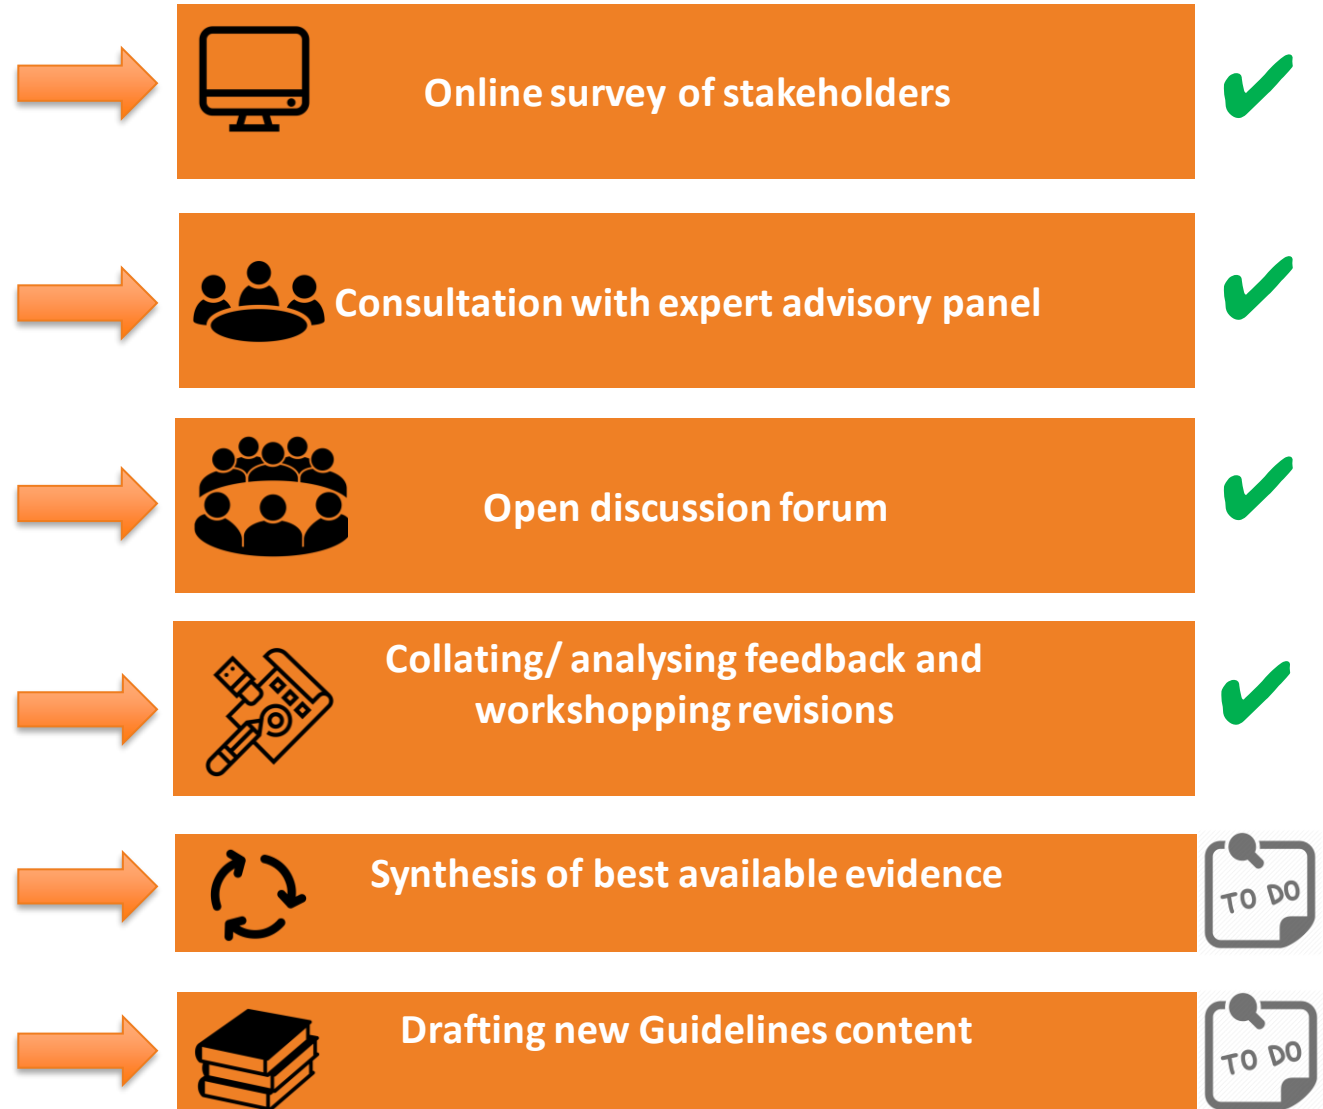 Online survey of stakeholders
Consultation with expert advisory panel
Open discussion forum
Collating/ analysing feedback and
workshopping revisions
Synthesis of best available evidence
TO DO
Drafting new Guidelines content
TO DO